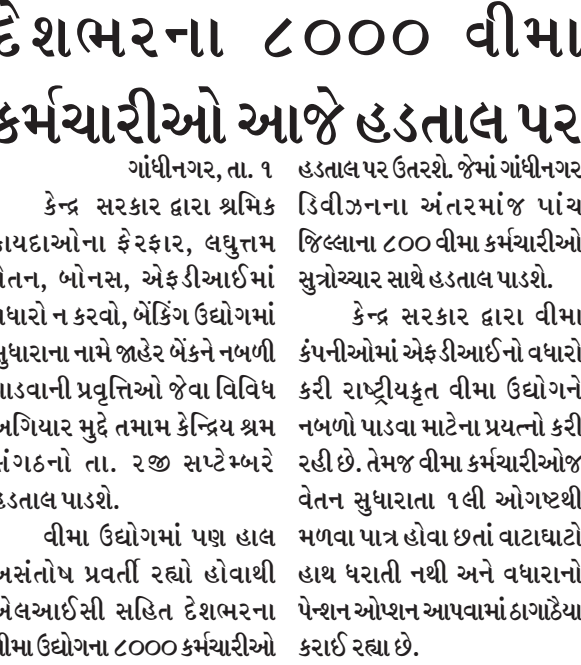 દેશભરના ૮૦૦૦ વીમા
કર્મચારીઓ આજે હડતાલ પર
ગાંધીનગર, તા. ૧
કેન્દ્ર સરકાર દ્વારા શ્રમિક
કાયદાઓના ફેરફાર, લઘુત્તમ
વેતન, બોનસ, એફડીઆઈમાં
વધારો ન કરવો, બેંકિંગ ઉદ્યોગમાં
સુધારાના નામે જાહેર બેંકને નબળી
પાડવાની પ્રવૃત્તિઓ જેવા વિવિધ
અગિયાર મુદ્દે તમામ કેન્દ્રિય શ્રમ
સંગઠનો તા. ૨જી સપ્ટેમ્બરે
હડતાલ પાડશે.
વીમા ઉદ્યોગમાં પણ હાલ
અસંતોષ પ્રવર્તી રહ્યો હોવાથી
એલઆઈસી સહિત દેશભરના
વીમા ઉદ્યોગના ૮૦૦૦ કર્મચારીઓ
હડતાલ પર ઉતરશે. જેમાં ગાંધીનગર
ડિવીઝનના અંતરમાંજ પાંચ
જિલ્લાના ૮૦૦ વીમા કર્મચારીઓ
સુત્રોચ્ચાર સાથે હડતાલ પાડશે.
કેન્દ્ર સરકાર દ્વારા વીમા
કંપનીઓમાં એફડીઆઈનો વધારો
કરી રાષ્ટ્રીયકૃત વીમા ઉદ્યોગને
નબળો પાડવા માટેના પ્રયત્નો કરી
રહી છે. તેમજ વીમા કર્મચારીઓજ
વેતન સુધારાતા ૧લી ઓગષ્ટથી
મળવા પાત્ર હોવા છતાં વાટાઘાટો
હાથ ધરાતી નથી અને વધારાનો
પેન્શન ઓપ્શન આપવામાં ઠાગાઠૈયા
કરાઈ રહ્યા છે.